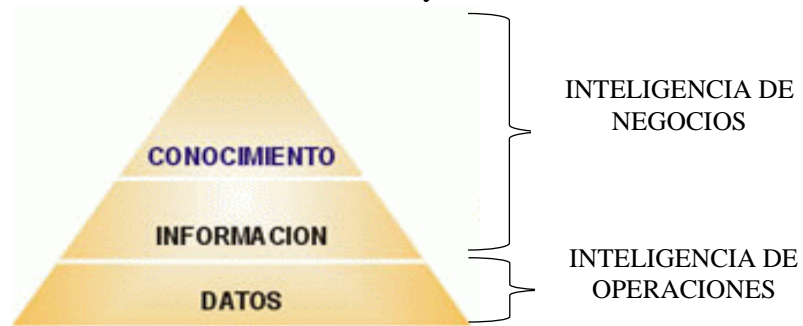 y
CONOCIMIENTO
INTELIGENCIA DE
NEGOCIOS
INFORMACION
DATOS
INTELIGENCIA DE
OPERACIONES